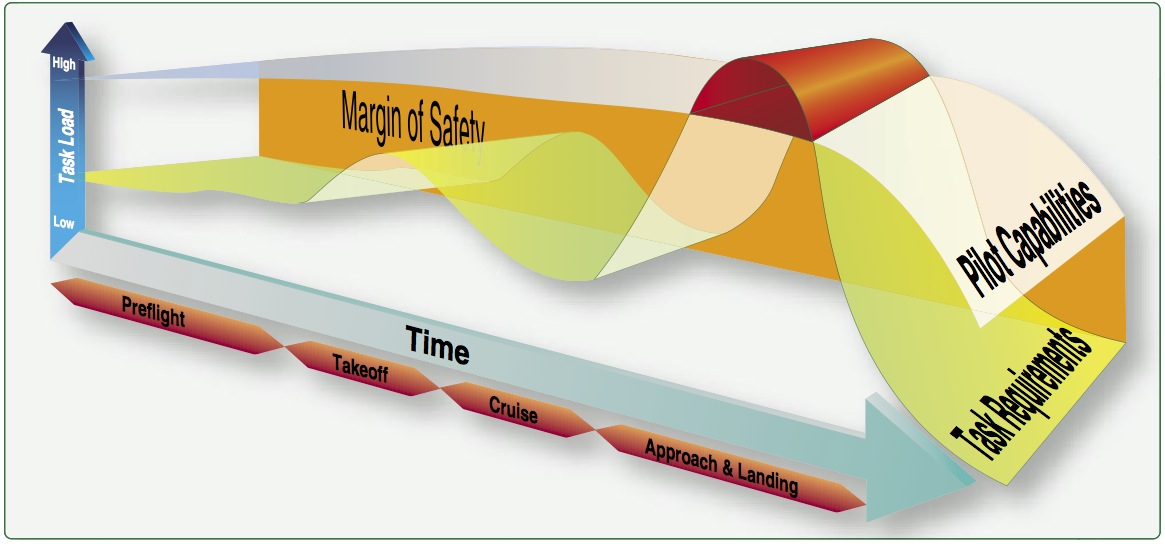 High
Task Load
Low
Margin of Safety
Pilot Capabilities
Task Requirements
Time
Preflight
Takeoff
Cruise
Approach & Landing